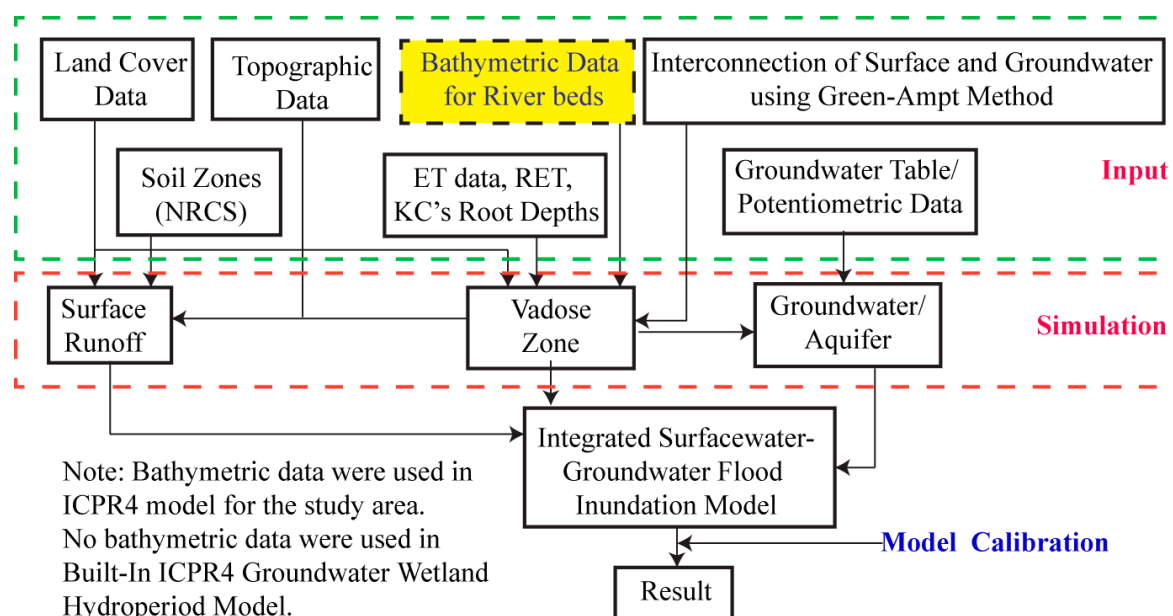 Land Cover
Data
Topographic
Data
Bathymetric Data
for River beds
Interconnection of Surface and Groundwater
using Green-Ampt Method
Soil Zones
(NRCS)
ET data, RET,
KC's Root Depths
Groundwater Table/
Potentiometric Data
Input
Surface
Runoff
Vadose
Zone
Groundwater/
Aquifer
Simulation
Integrated Surfacewater-
Groundwater Flood
Inundation Model
Note: Bathymetric data were used in
ICPR4 model for the study area.
No bathymetric data were used in
Built-In ICPR4 Groundwater Wetland
Hydroperiod Model.
Model Calibration
Result